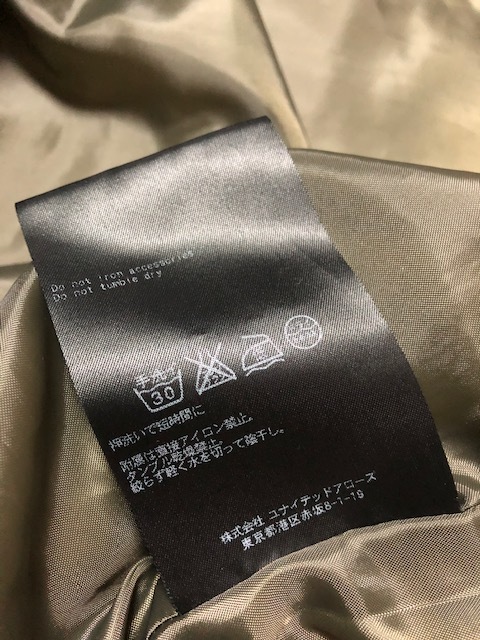 Do not iron accessories
Do not tumble dry
手洗イ
30
押洗いで短時間に
附属は直接アイロン禁止。
タンブル乾燥禁止。
絞らず軽く水を切って陰干し。
株式会社 ユナイテッドアローズ
東京都港区赤坂8-1-19